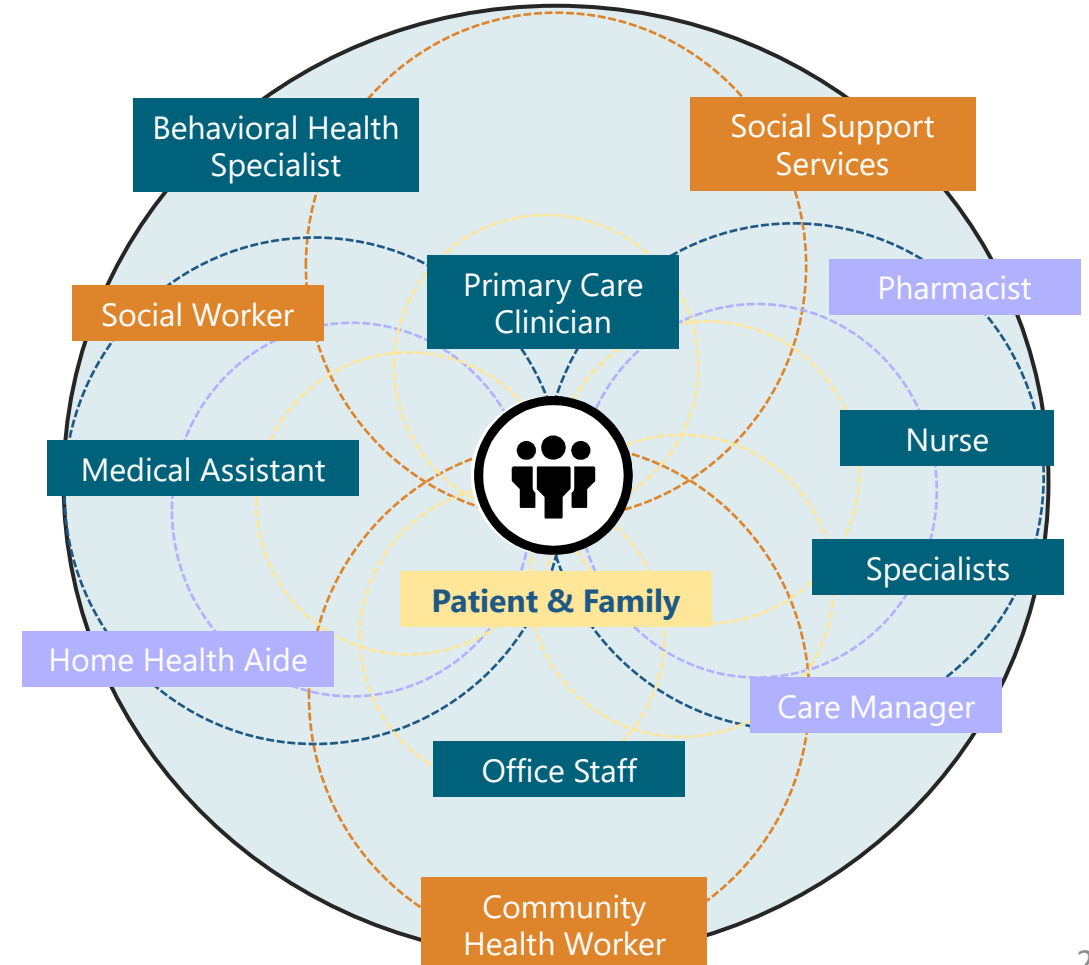 Behavioral Health
Specialist
Social Support
Services
Primary Care
Clinician
Pharmacist
Social Worker
Nurse
Medical Assistant
Specialists
Patient & Family
Home Health Aide
Care Manager
Office Staff
Community
Health Worker
2